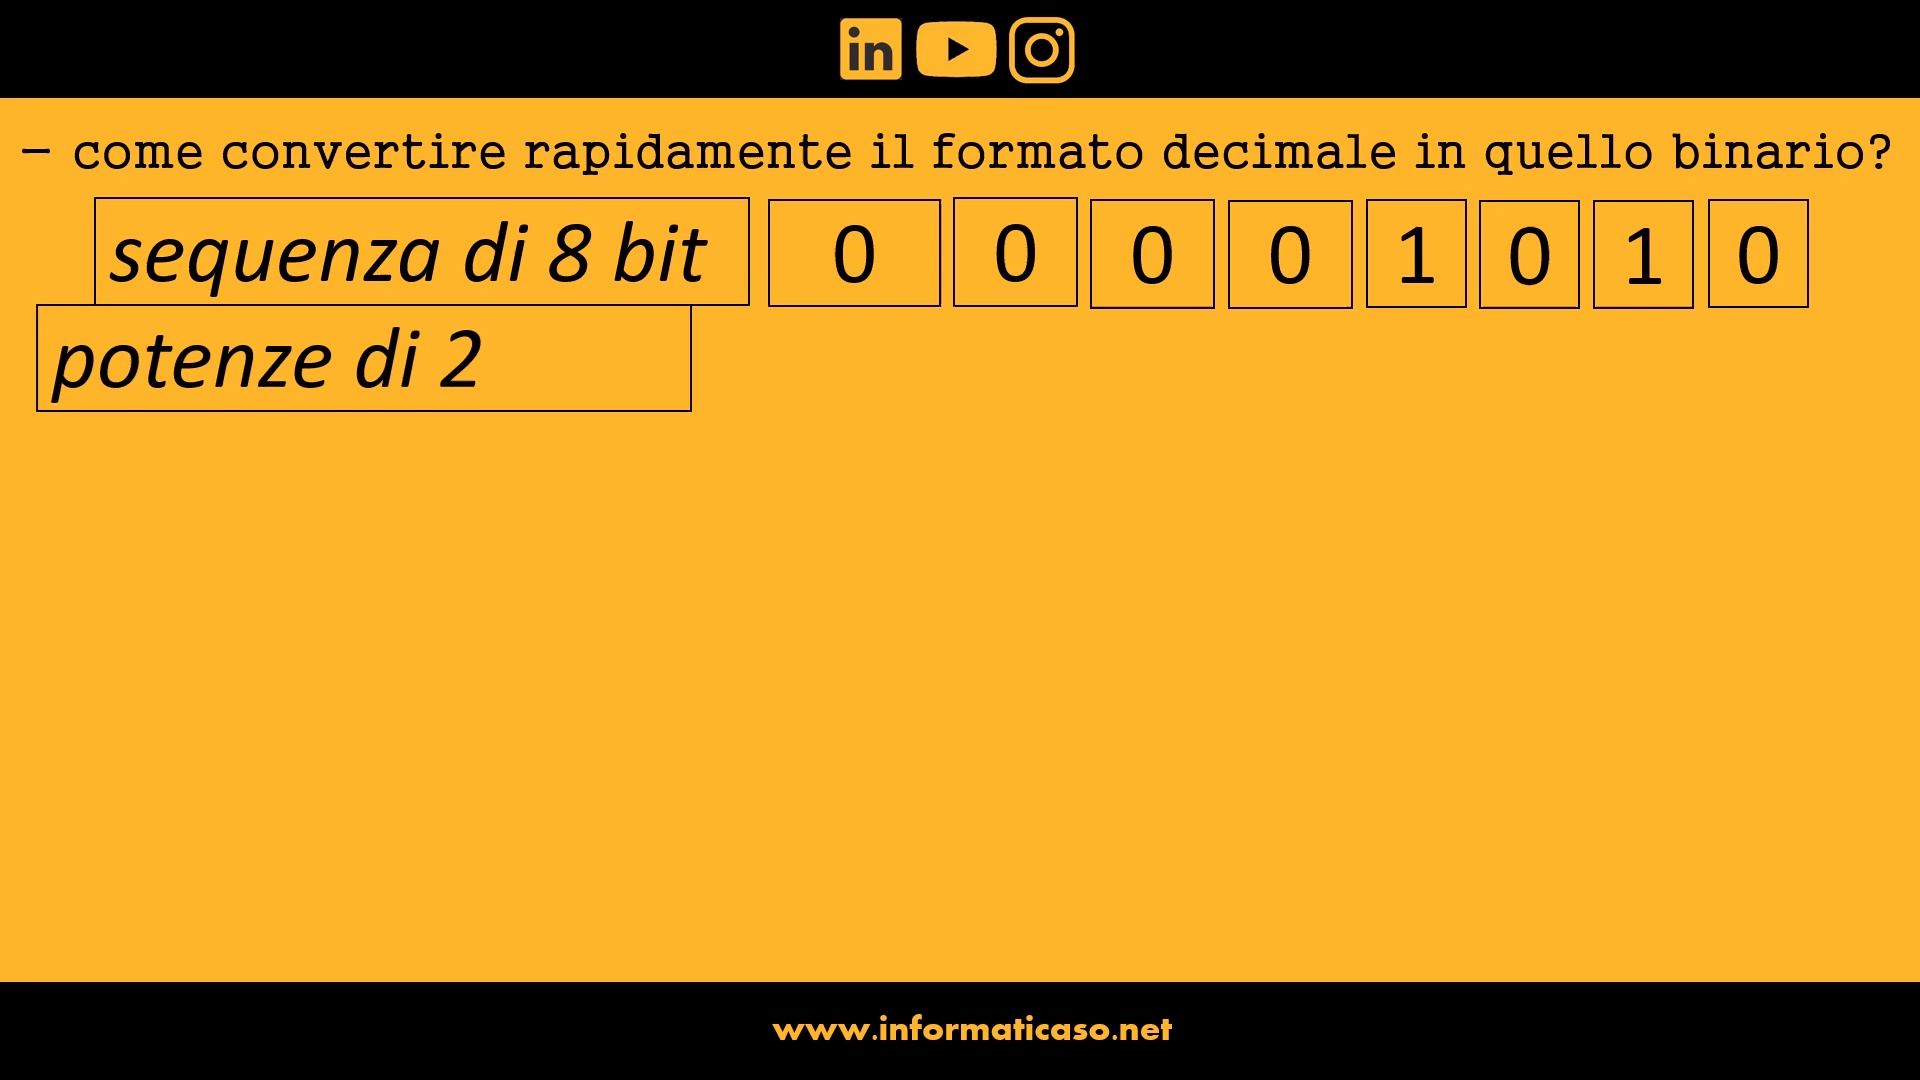 in
- come convertire rapidamente il formato decimale in quello binario?
sequenza di 8 bit 0 0 0 0 1 0 1 0
potenze di 2
www.informaticaso.net